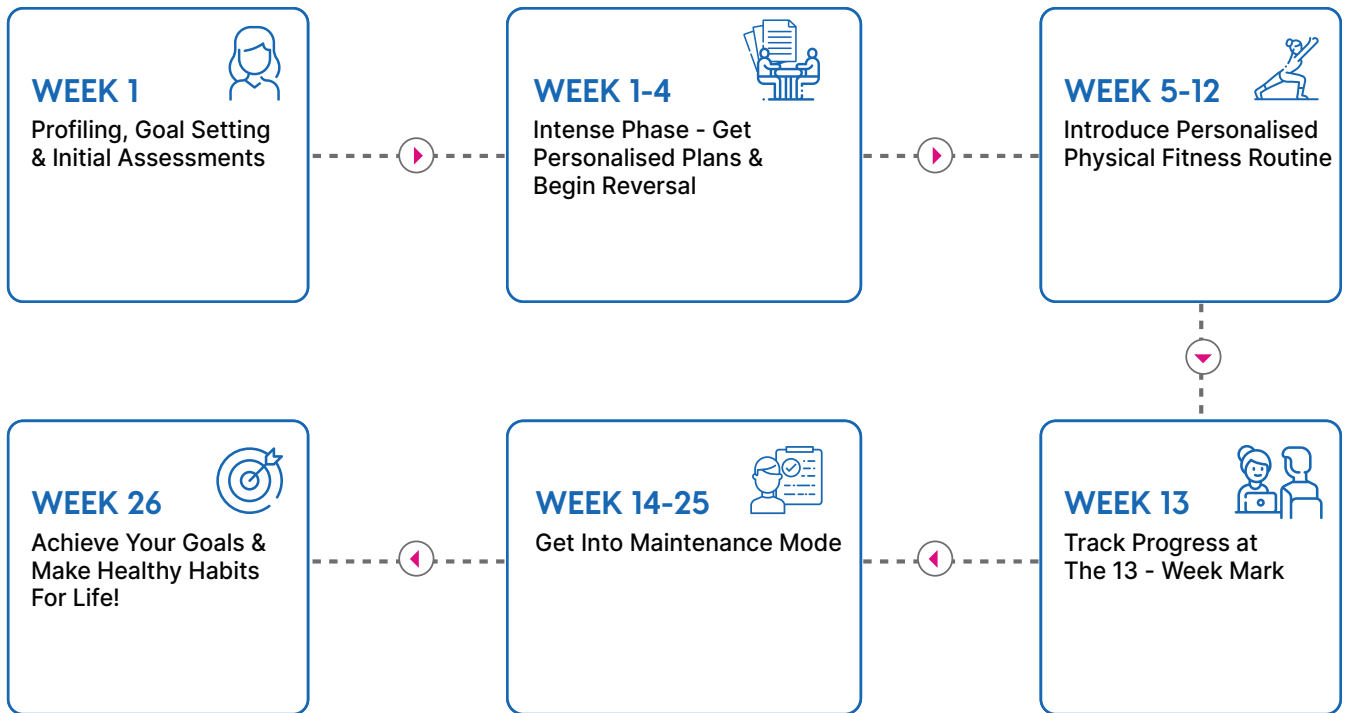 WEEK 1
Profiling, Goal Setting
& Initial Assessments
WEEK 1-4
Intense Phase - Get
Personalised Plans &
Begin Reversal
WEEK 5-12
Introduce Personalised
Physical Fitness Routine
WEEK 13
Track Progress at
The 13 - Week Mark
WEEK 14-25
Get Into Maintenance Mode
WEEK 26
Achieve Your Goals &
Make Healthy Habits
For Life!